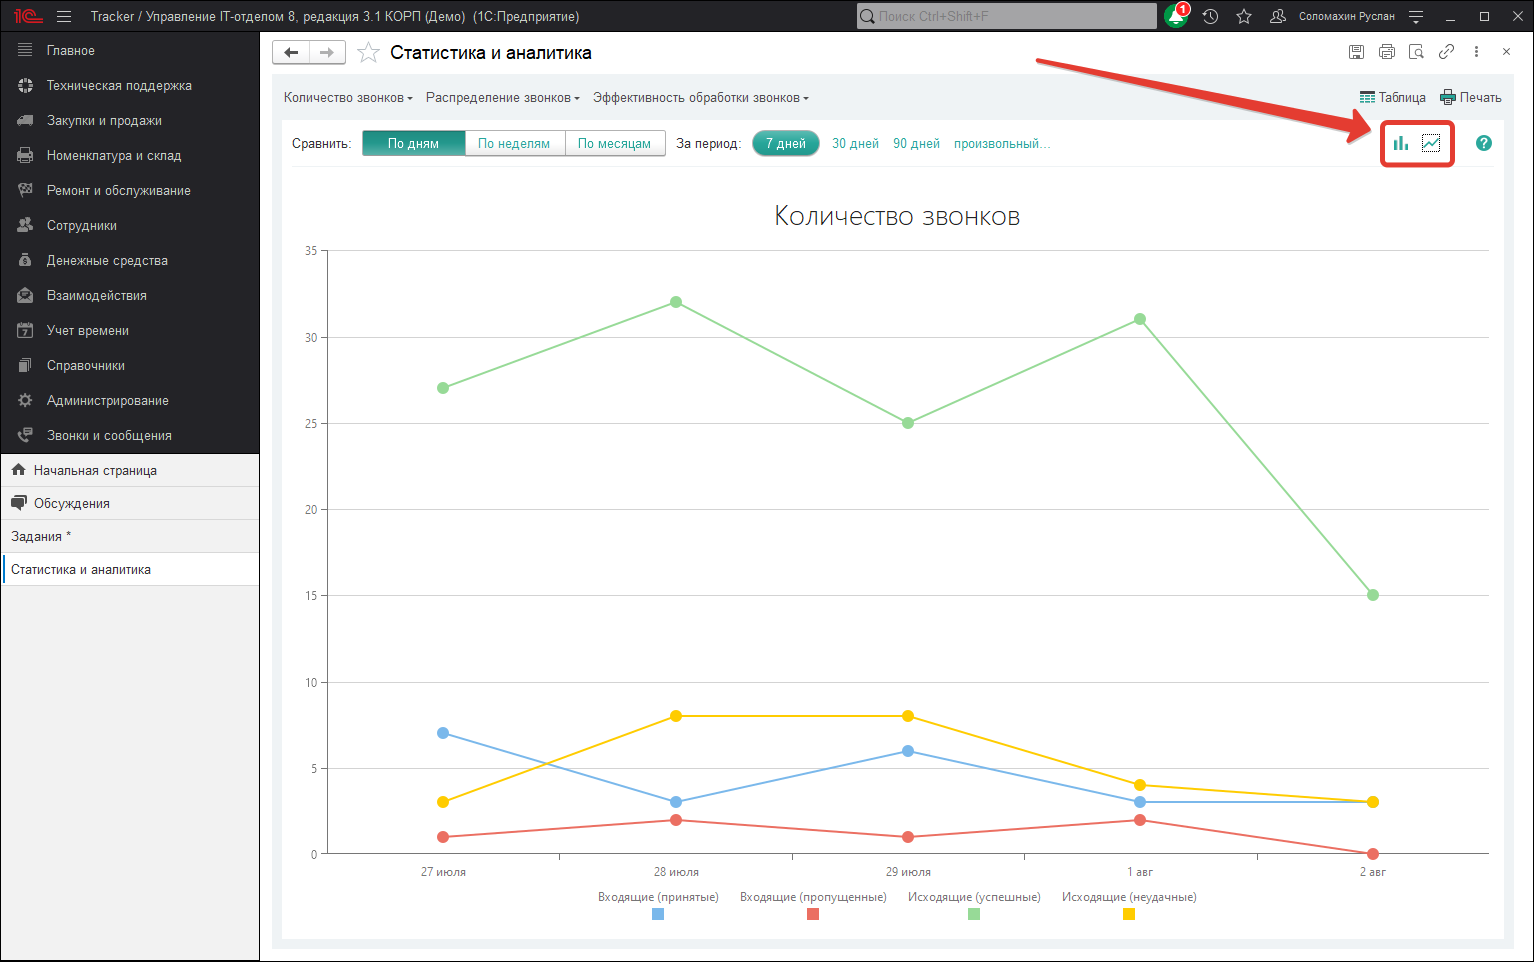 1С Tracker / Управление IT-отделом 8, редакция 3.1 КОРП (Демо) (1С:Предприятие) Поиск Ctrl+Shift+F 1 Соломахин Руслан
Главное
Техническая поддержка
Закупки и продажи
Номенклатура и склад
Ремонт и обслуживание
Сотрудники
Денежные средства
Взаимодействия
7 Учет времени
Справочники
Администрирование
Звонки и сообщения
Начальная страница
Обсуждения
Задания *
Статистика и аналитика
Статистика и аналитика
Количество звонков Распределение звонков Эффективность обработки звонков Таблица Печать
Сравнить: По дням По неделям По месяцам За период: 7 дней 30 дней 90 дней произвольный... ?
Количество звонков
35
30
25
20
15
10
5
0
27 июля 28 июля 29 июля 1 авг 2 авг
Входящие (принятые) Входящие (пропущенные) Исходящие (успешные) Исходящие (неудачные)